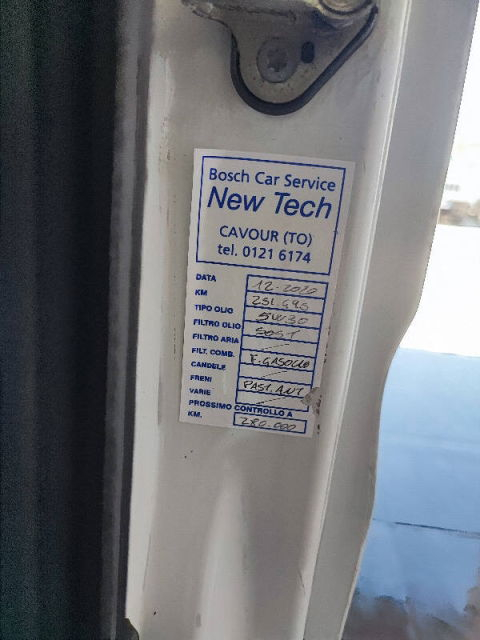 Bosch Car Service
New Tech
CAVOUR (TO)
tel. 0121 6174
DATA 12-2020
KM 251.695
TIPO OLIO 5W30
FILTRO OLIO SOST
FILTRO ARIA
FILT. COMB. F. GASOLIO
CANDELE
FRENI PAST. ANT
VARIE
PROSSIMO CONTROLLO A
KM. 280.000